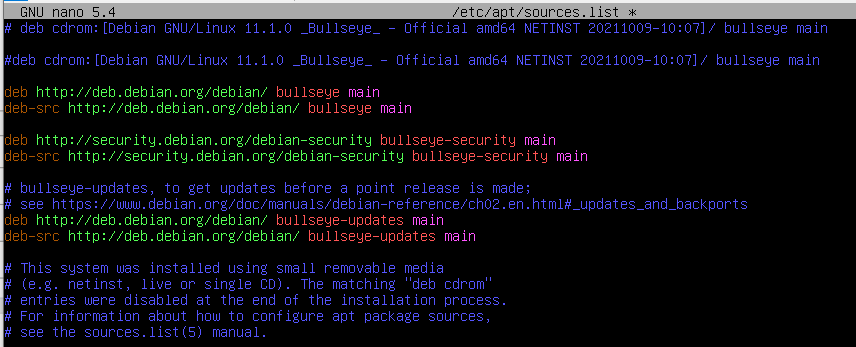 GNU nano 5.4 /etc/apt/sources.list *
# deb cdrom:[Debian GNU/Linux 11.1.0 _Bullseye_ - Official amd64 NETINST 20211009-10:07]/ bullseye main
#deb cdrom:[Debian GNU/Linux 11.1.0 _Bullseye_ - Official amd64 NETINST 20211009-10:07]/ bullseye main
deb http://deb.debian.org/debian/ bullseye main
deb-src http://deb.debian.org/debian/ bullseye main
deb http://security.debian.org/debian-security bullseye-security main
deb-src http://security.debian.org/debian-security bullseye-security main
# bullseye-updates, to get updates before a point release is made;
# see https://www.debian.org/doc/manuals/debian-reference/ch02.en.html#_updates_and_backports
deb http://deb.debian.org/debian/ bullseye-updates main
deb-src http://deb.debian.org/debian/ bullseye-updates main
# This system was installed using small removable media
# (e.g. netinst, live or single CD). The matching "deb cdrom"
# entries were disabled at the end of the installation process.
# For information about how to configure apt package sources,
# see the sources.list(5) manual.